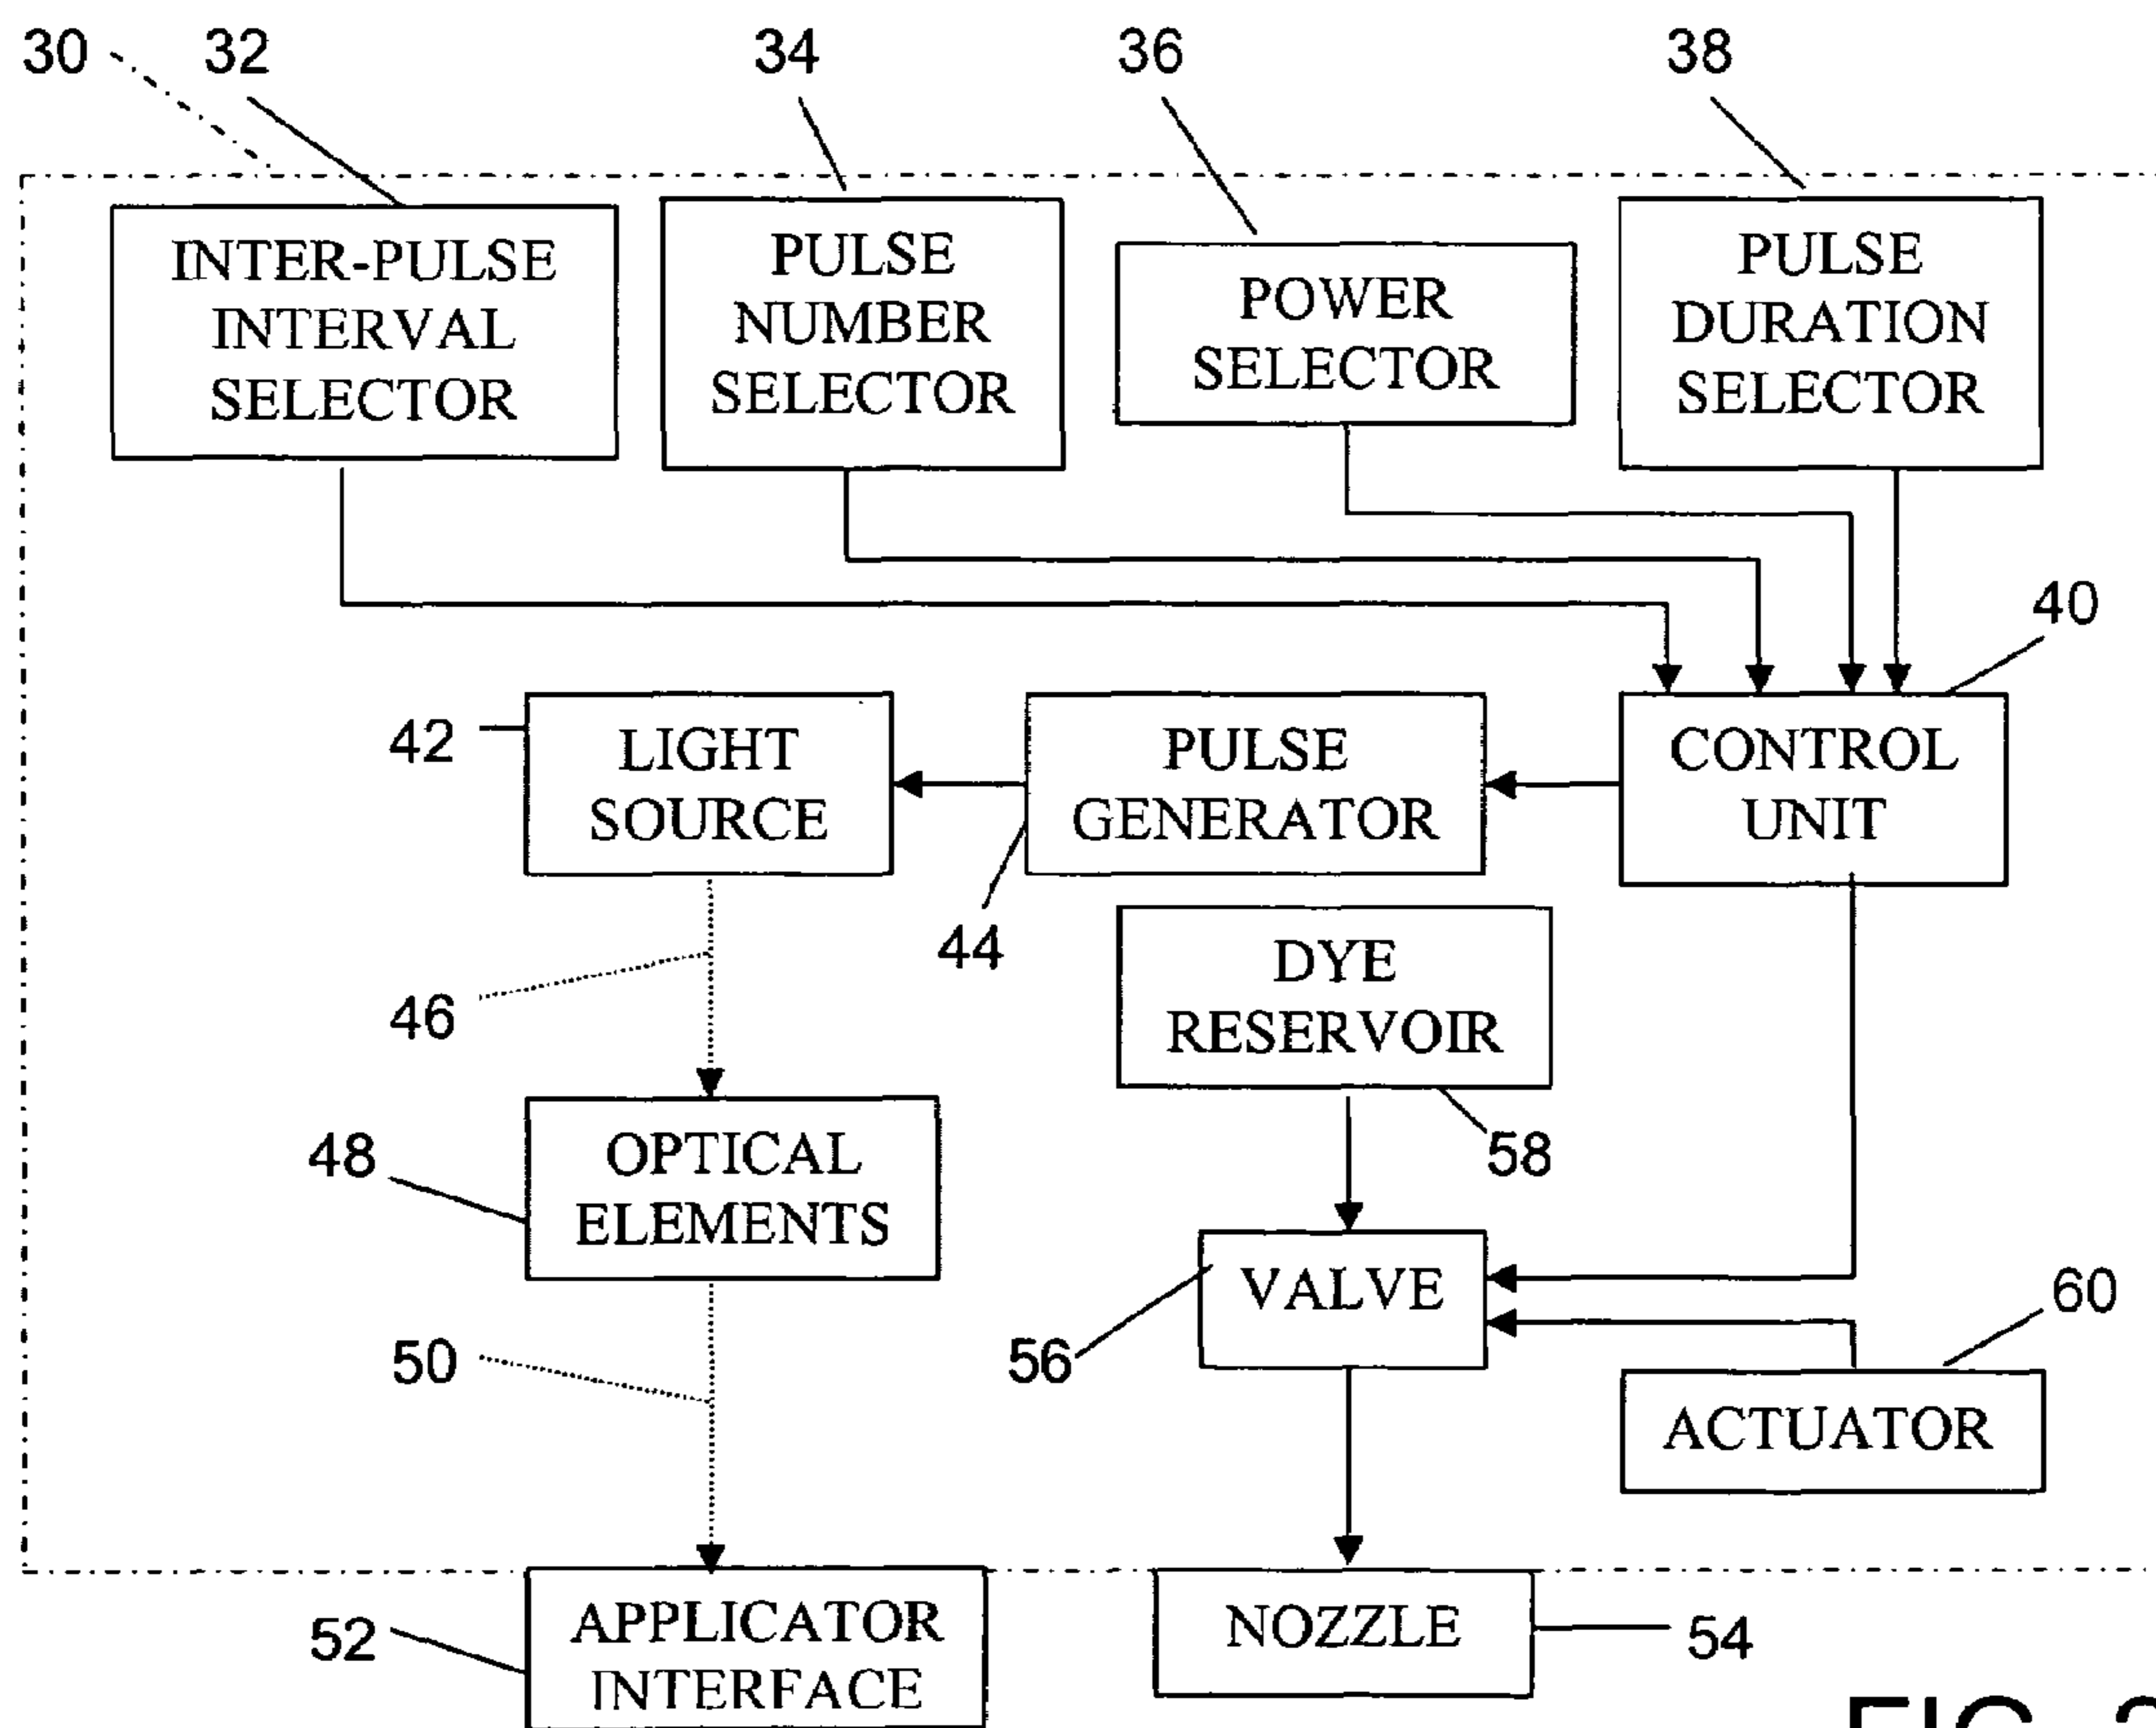 30
32
34
36
38
INTER-PULSE
INTERVAL
SELECTOR
PULSE
NUMBER
SELECTOR
POWER
SELECTOR
PULSE
DURATION
SELECTOR
40
42
LIGHT
SOURCE
PULSE
GENERATOR
CONTROL
UNIT
44
46
DYE
RESERVOIR
58
48
OPTICAL
ELEMENTS
VALVE
56
60
50
ACTUATOR
52
APPLICATOR
INTERFACE
NOZZLE
54
FIG.